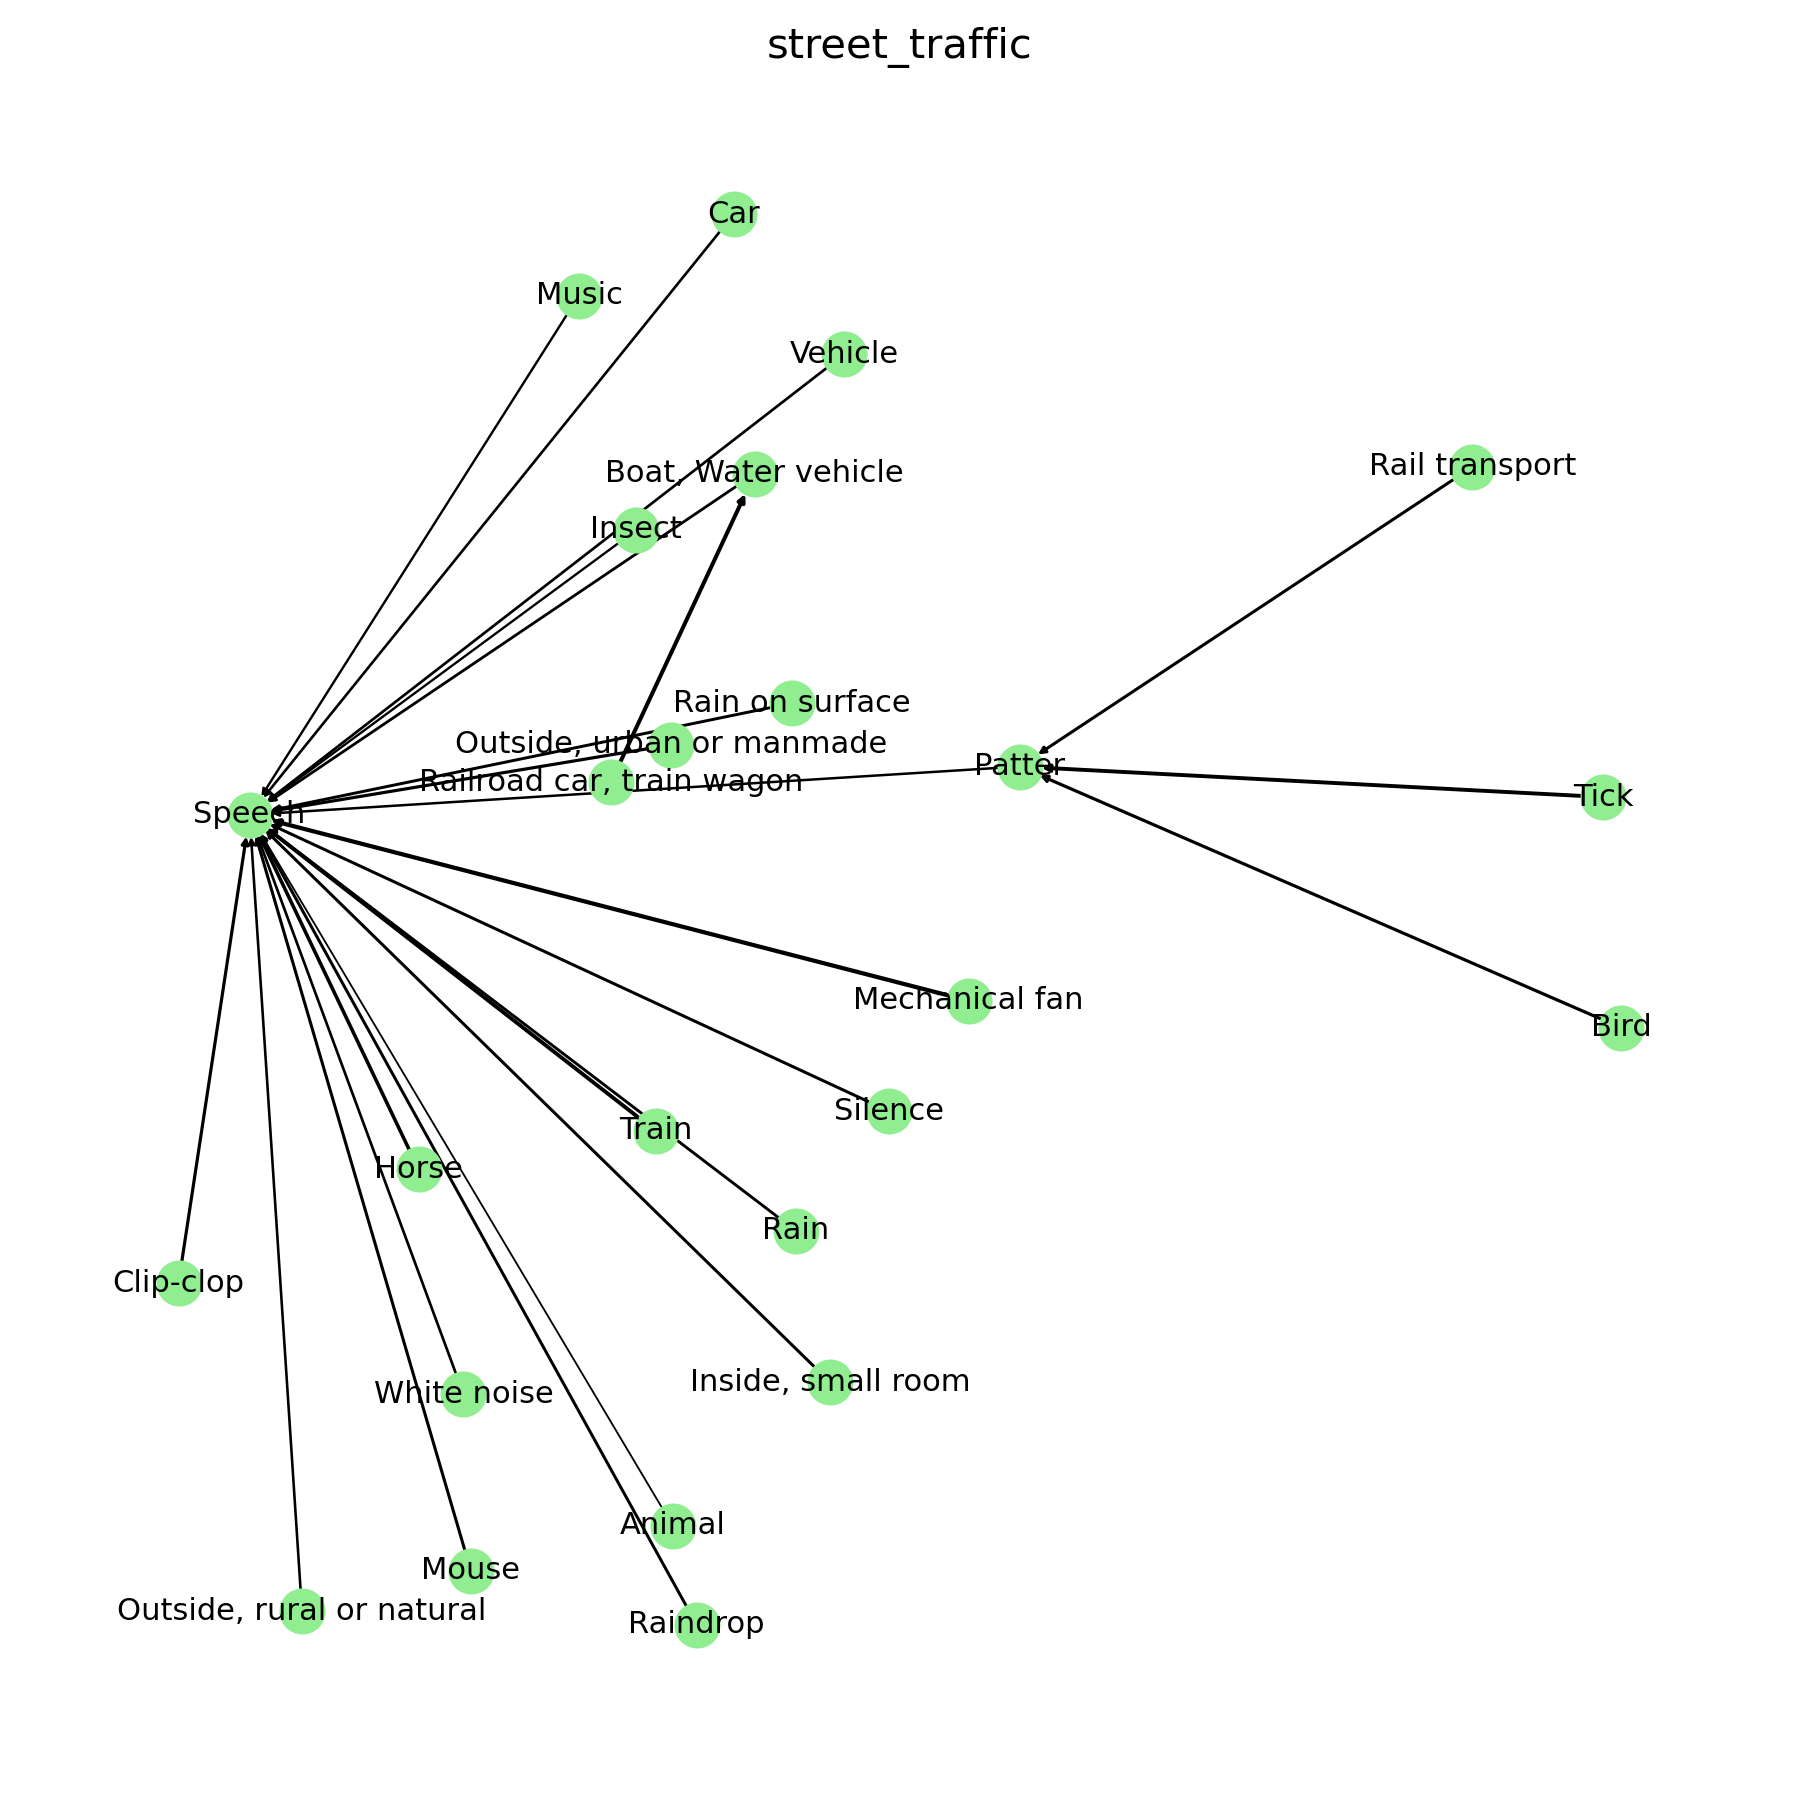 street_traffic
Car
Music
Vehicle
Rail transport
Boat, Water vehicle
Insect
Rain on surface
Outside, urban or manmade
Patter
Railroad car, train wagon
Tick
Speech
Mechanical fan
Bird
Silence
Train
Horse
Rain
Clip-clop
Inside, small room
White noise
Animal
Mouse
Outside, rural or natural
Raindrop